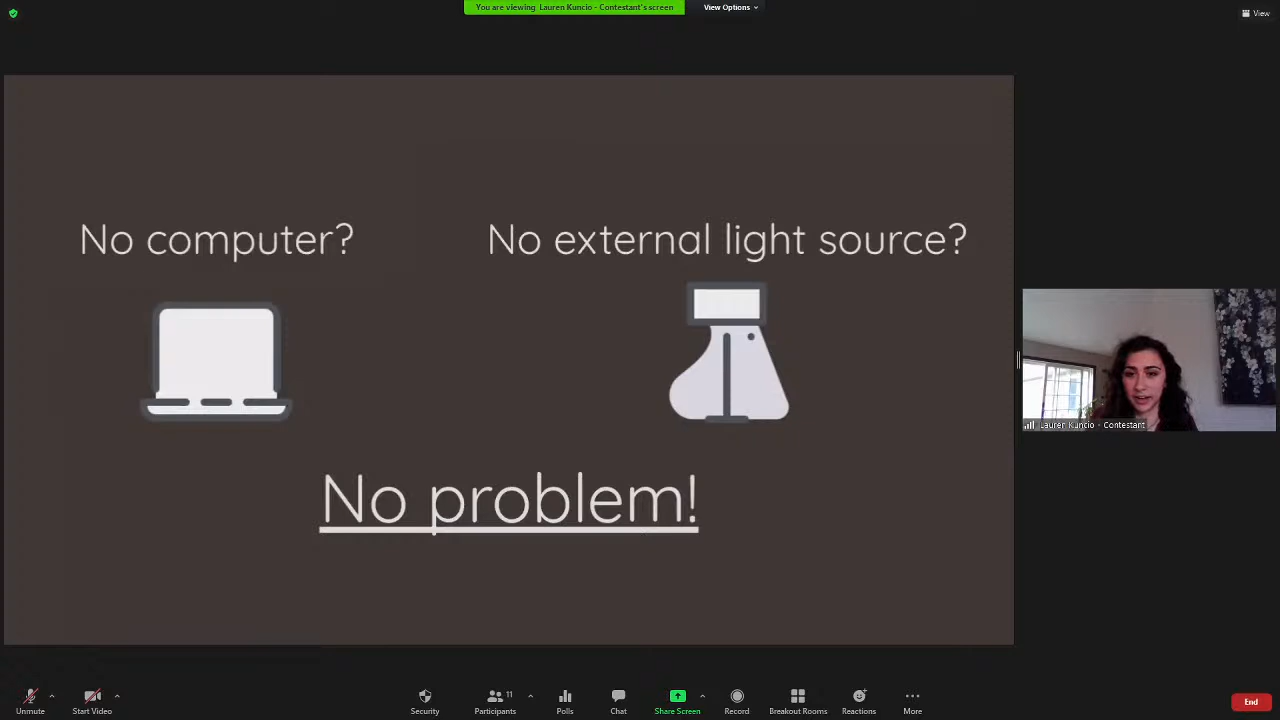 You are viewing Lauren Kuncio - Contestant's screen
View Options
View
No computer?
No external light source?
No problem!
Lauren Kuncio - Contestant
Unmute
Start Video
Security
Participants
11
Polls
Chat
Share Screen
Record
Breakout Rooms
Reactions
More
End